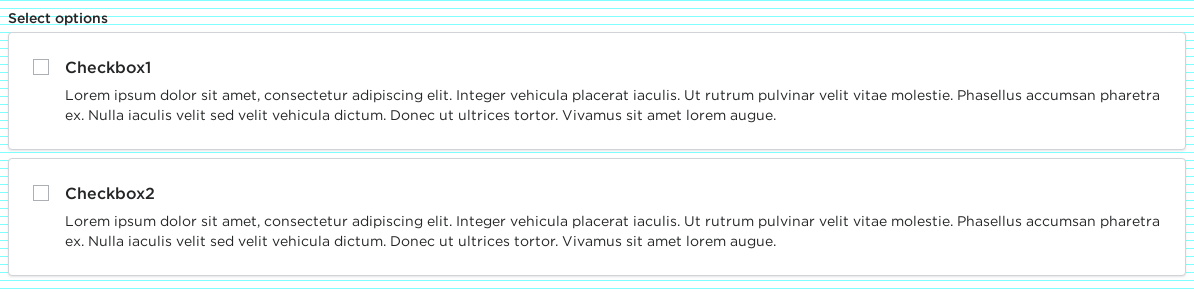 Select options
Checkbox1
Lorem ipsum dolor sit amet, consectetur adipiscing elit. Integer vehicula placerat iaculis. Ut rutrum pulvinar velit vitae molestie. Phasellus accumsan pharetra
ex. Nulla iaculis velit sed velit vehicula dictum. Donec ut ultrices tortor. Vivamus sit amet lorem augue.
Checkbox2
Lorem ipsum dolor sit amet, consectetur adipiscing elit. Integer vehicula placerat iaculis. Ut rutrum pulvinar velit vitae molestie. Phasellus accumsan pharetra
ex. Nulla iaculis velit sed velit vehicula dictum. Donec ut ultrices tortor. Vivamus sit amet lorem augue.